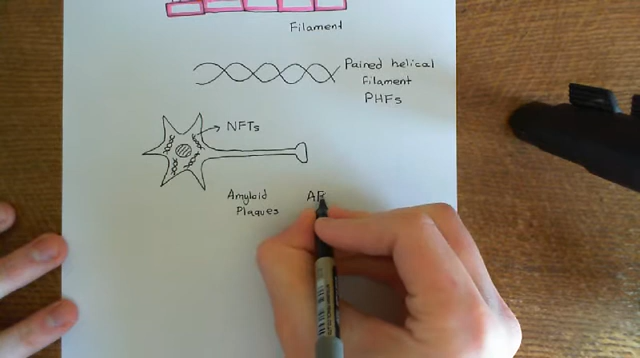 Filament
Paired helical
filament
PHFs
NFTs
Amyloid
Plaques